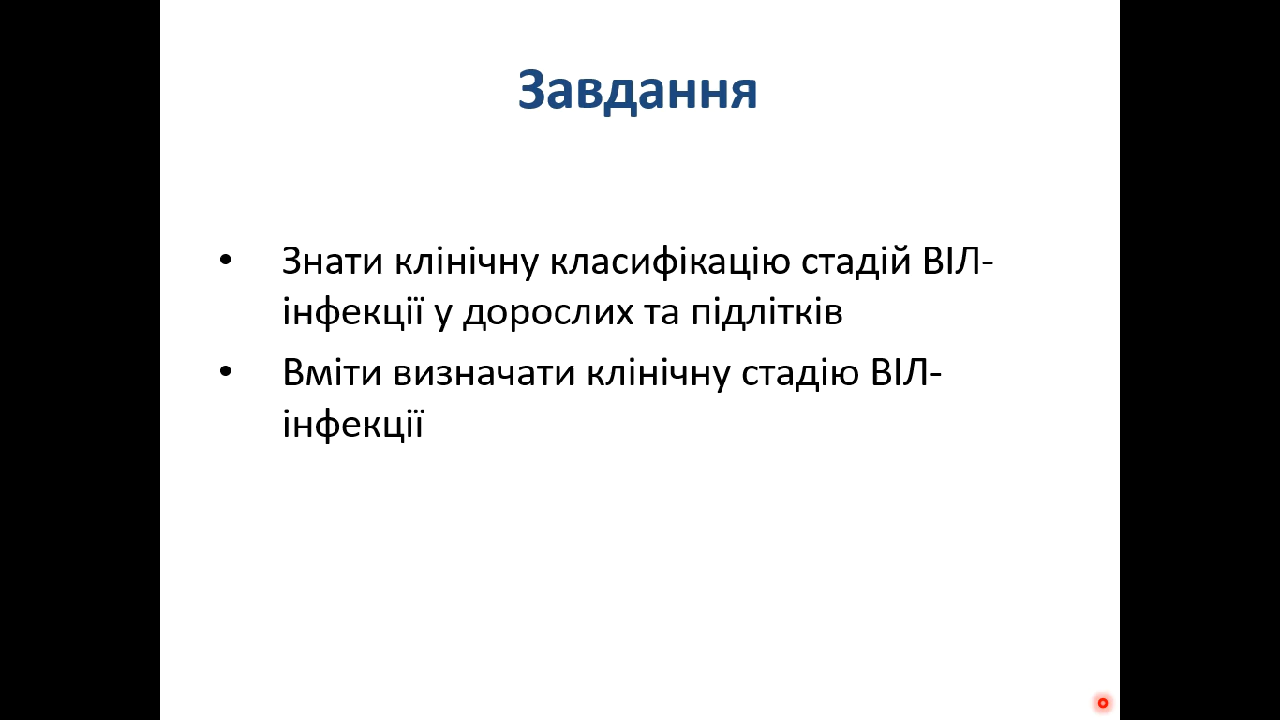 Завдання
• Знати клінічну класифікацію стадій ВІЛ-
інфекції у дорослих та підлітків
• Вміти визначати клінічну стадію ВІЛ-
інфекції